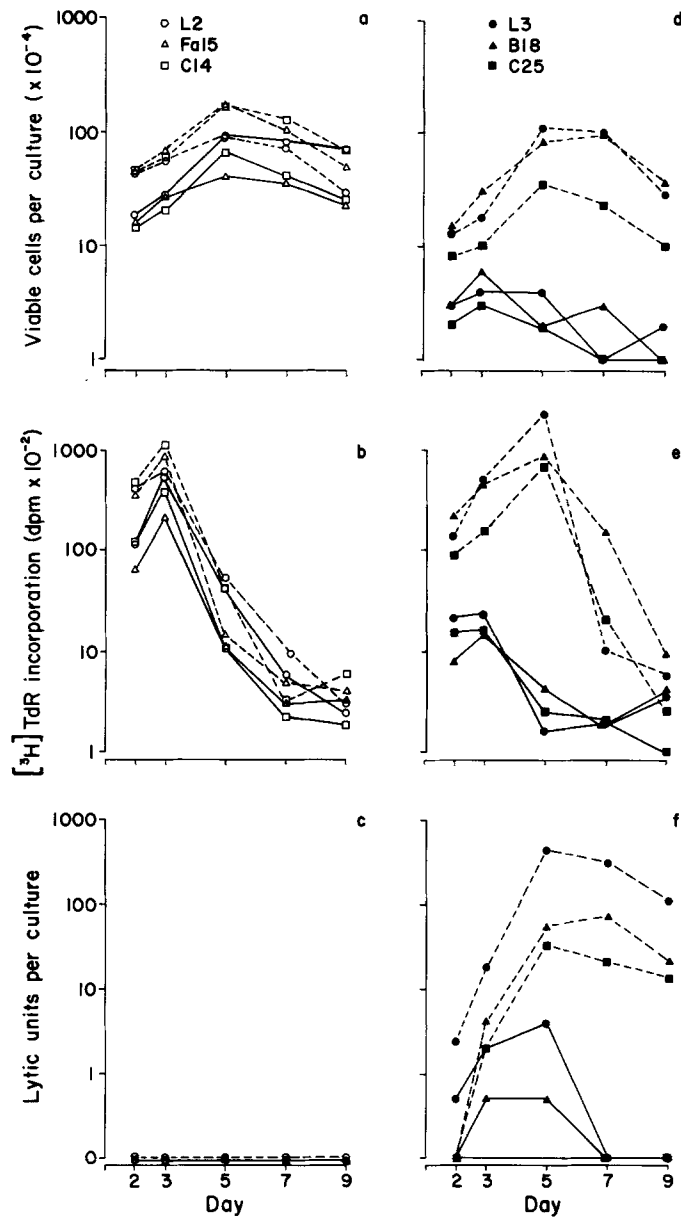 a
L2
Fa15
C14
1000
100
10
1
Viable cells per culture (×10⁻⁴)
d
L3
B18
C25
b
1000
100
10
1
[³H] TdR incorporation (dpm × 10⁻²)
e
c
1000
100
10
1
0
Lytic units per culture
2 3 5 7 9
Day
f
2 3 5 7 9
Day